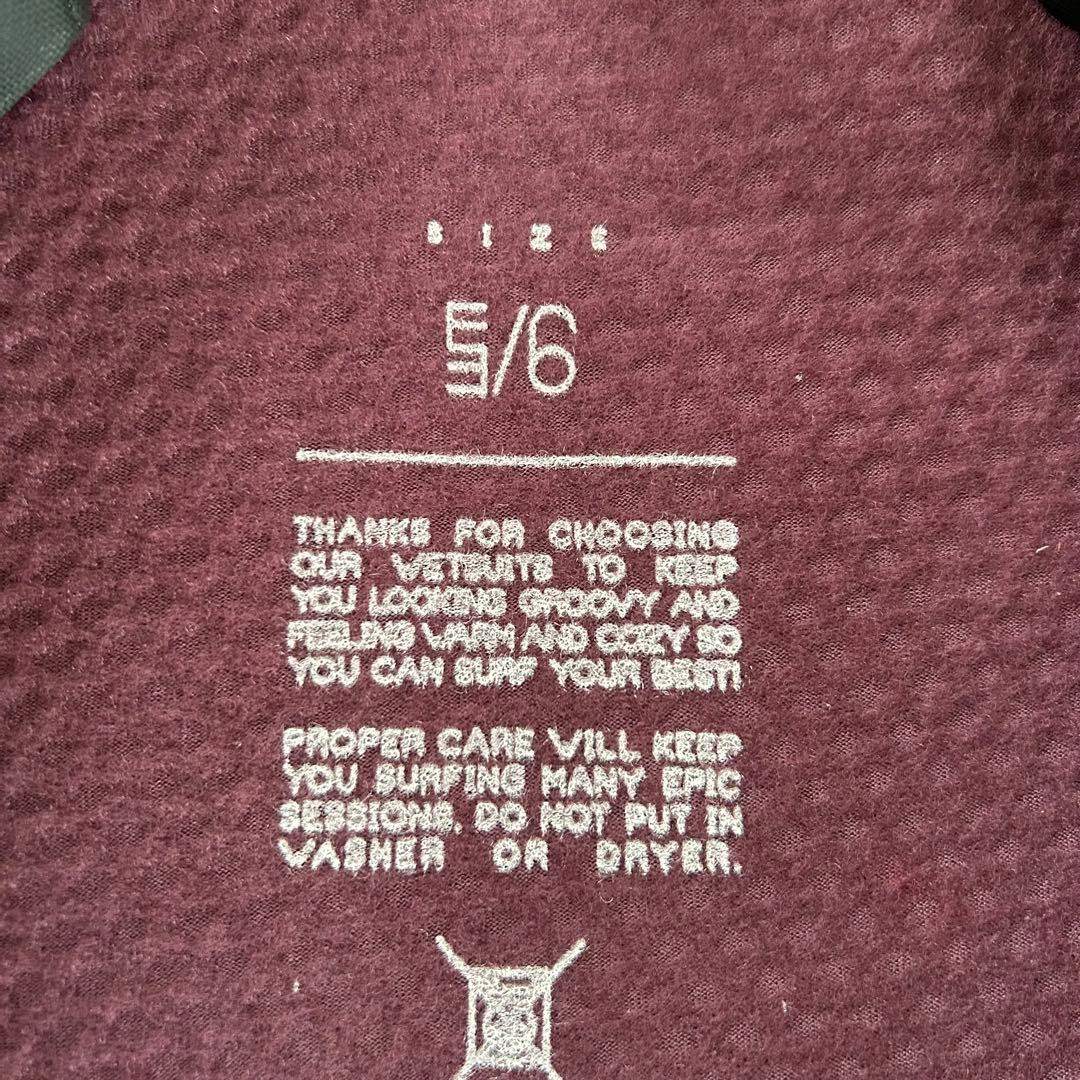 SIZE
THANKS FOR CHOOSING
OUR WETSUITS TO KEEP
YOU LOOKING GROOVY AND
FEELING WARM AND COZY SO
YOU CAN SURF YOUR BEST!
PROPER CARE WILL KEEP
YOU SURFING MANY EPIC
SESSIONS. DO NOT PUT IN
WASHER OR DRYER.